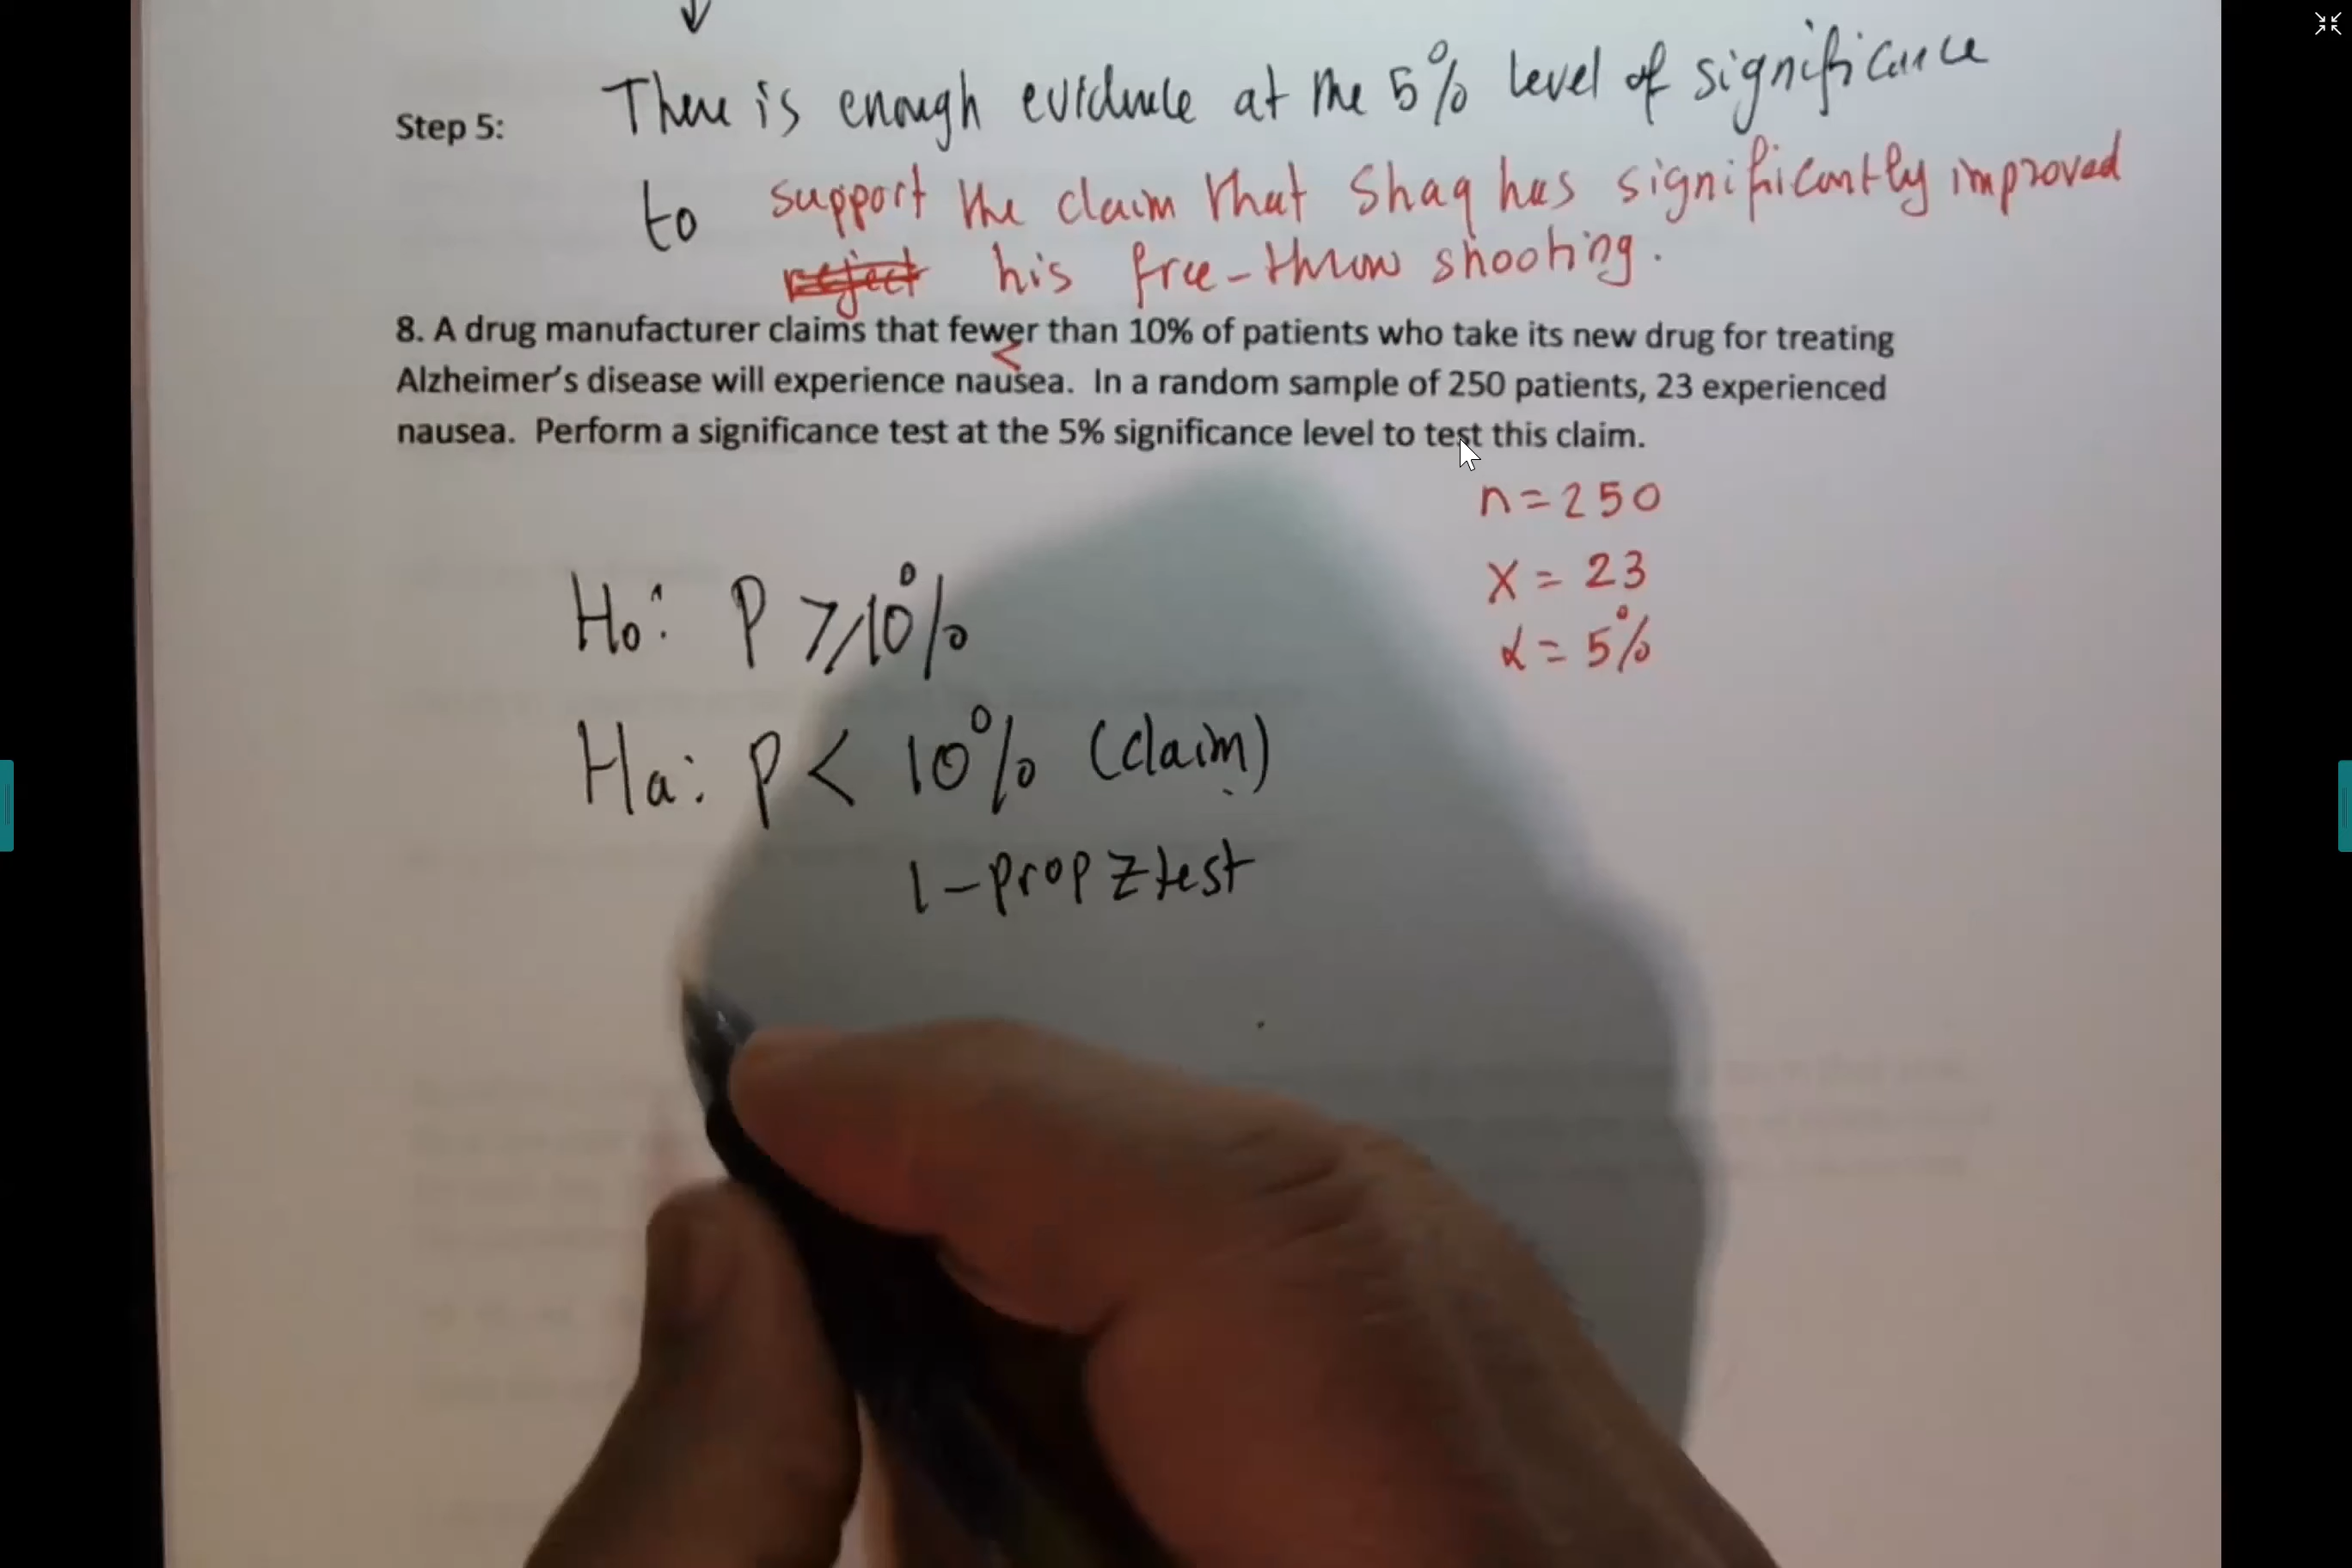 There is enough evidence at the 5% level of significance
Step 5:
to support the claim that Shaq has significantly improved
reject his free-throw shooting.
8. A drug manufacturer claims that fewer than 10% of patients who take its new drug for treating
<
Alzheimer's disease will experience nausea. In a random sample of 250 patients, 23 experienced
nausea. Perform a significance test at the 5% significance level to test this claim.
n = 250
X = 23
α = 5%
Ho: P ≥ 10%
Ha: P < 10% (claim)
1-prop z test